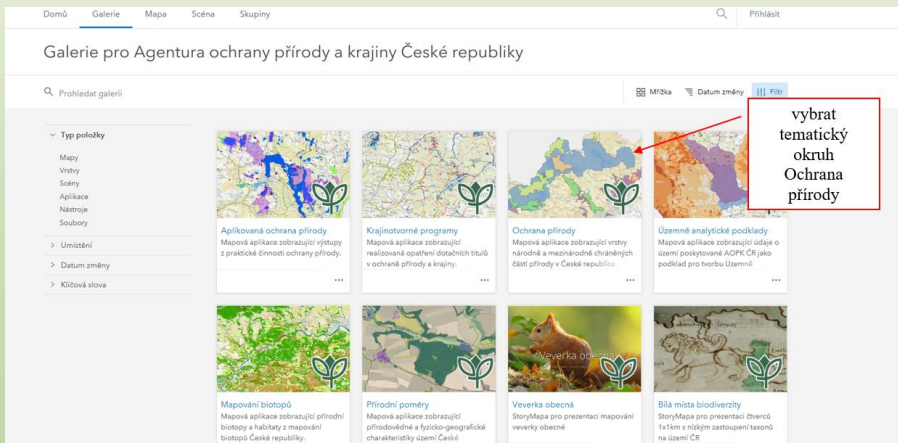 Domů Galerie Mapa Scéna Skupiny Přihlásit
Galerie pro Agentura ochrany přírody a krajiny České republiky
Prohledat galerii
Mřížka Datum změny Filtr
vybrat
tematický
okruh
Ochrana
přírody
Typ položky
Mapy
Vrstvy
Scény
Aplikace
Nástroje
Soubory
Umístění
Datum změny
Klíčová slova
Aplikovaná ochrana přírody
Mapová aplikace zobrazující výstupy
z praktické činnosti ochrany přírody.
Krajinotvorné programy
Mapová aplikace zobrazující
realizovaná opatření dotačních titulů
v ochraně přírody a krajiny.
Ochrana přírody
Mapová aplikace zobrazující vrstvy
národně a mezinárodně chráněných
částí přírody v České republice.
Územně analytické podklady
Mapová aplikace zobrazující údaje o
území poskytované AOPK ČR jako
podklad pro tvorbu Územně
Mapování biotopů
Mapová aplikace zobrazující přírodní
biotopy a habitaty z mapování
biotopů České republiky.
Přírodní poměry
Mapová aplikace zobrazující
přírodovědné a fyzicko-geografické
charakteristiky území České
Veverka obecná
Veverka obecná
StoryMapa pro prezentaci mapování
veverky obecné
Bílá místa biodiverzity
StoryMapa pro prezentaci čtverců
1x1km s nízkým zastoupení taxonů
na území ČR